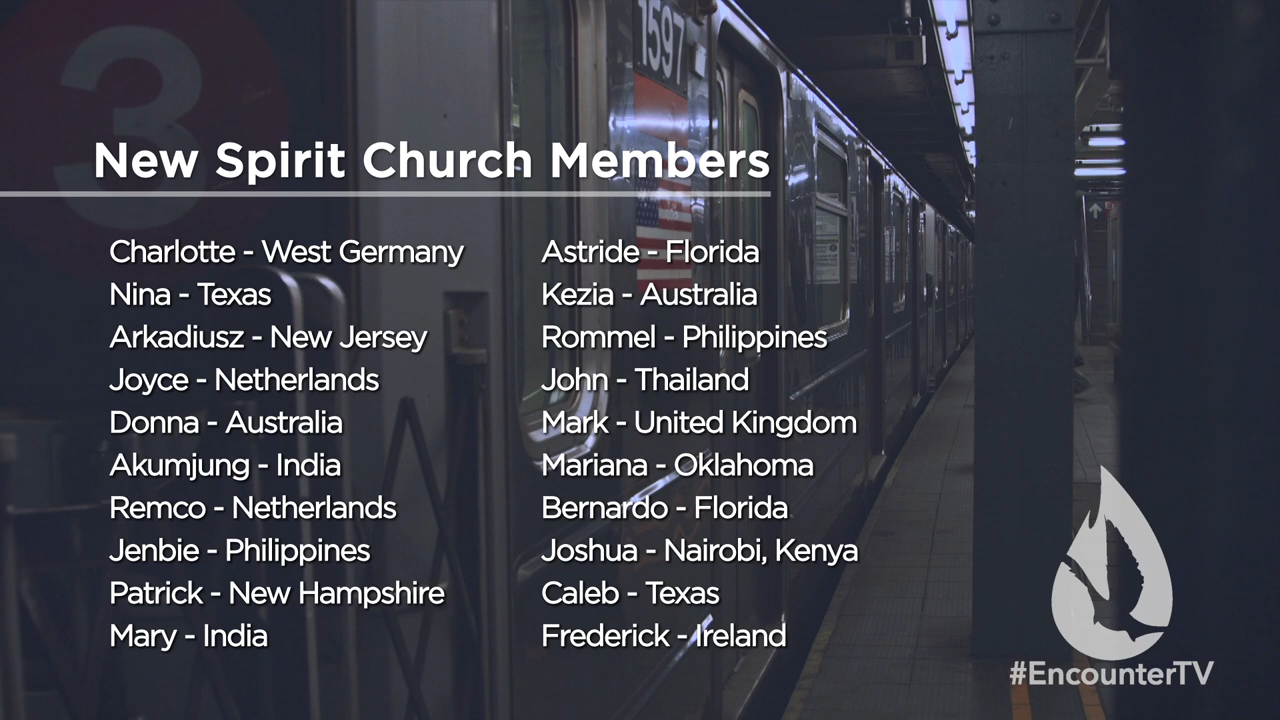 3
1597
New Spirit Church Members
Charlotte - West Germany
Nina - Texas
Arkadiusz - New Jersey
Joyce - Netherlands
Donna - Australia
Akumjung - India
Remco - Netherlands
Jenbie - Philippines
Patrick - New Hampshire
Mary - India
Astride - Florida
Kezia - Australia
Rommel - Philippines
John - Thailand
Mark - United Kingdom
Mariana - Oklahoma
Bernardo - Florida
Joshua - Nairobi, Kenya
Caleb - Texas
Frederick - Ireland
#EncounterTV